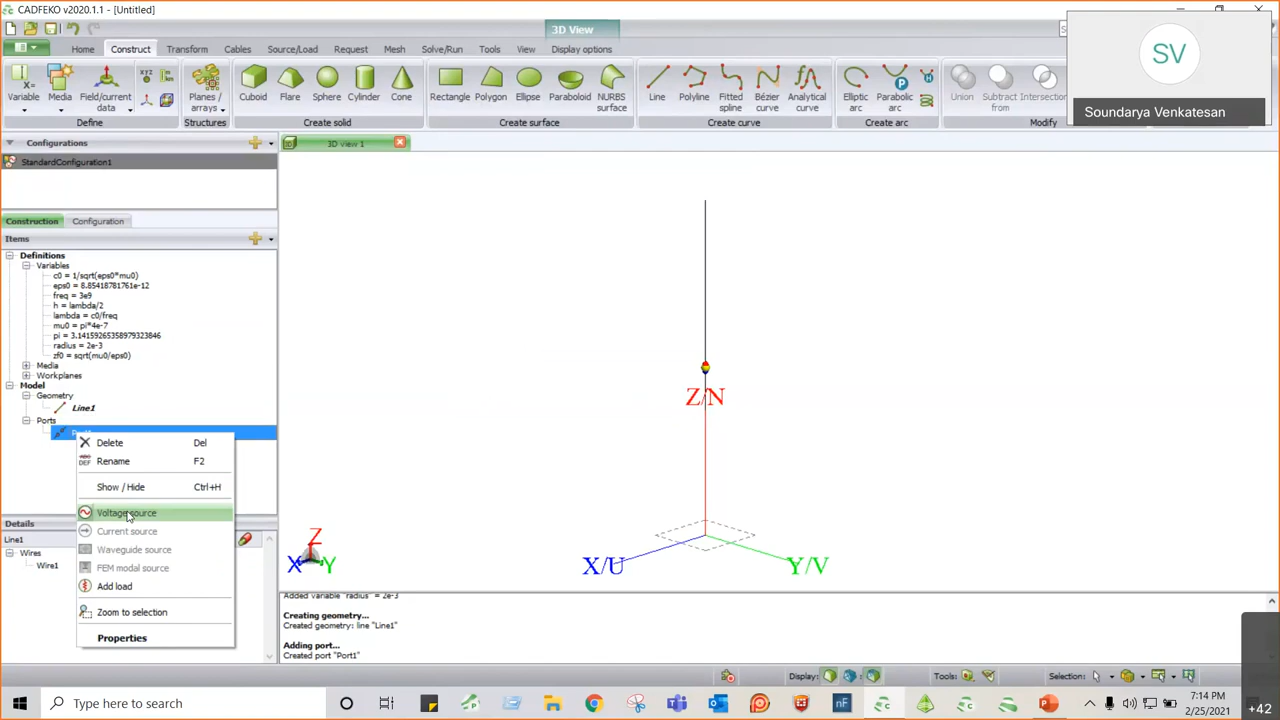 CADFEKO v2020.1.1 - [Untitled]
3D View
Home Construct Transform Cables Source/Load Request Mesh Solve/Run Tools View Display options
SV
Soundarya Venkatesan
Variable Media Field/current data Planes / arrays Cuboid Flare Sphere Cylinder Cone Rectangle Polygon Ellipse Paraboloid NURBS surface Line Polyline Fitted spline Bézier curve Analytical curve Elliptic arc Parabolic arc Union Subtract from Intersection
Define Structures Create solid Create surface Create curve Create arc Modify
Configurations
3D view 1
StandardConfiguration1
Construction Configuration
Items
Definitions
Variables
c0 = 1/sqrt(eps0*mu0)
eps0 = 8.85418781761e-12
freq = 3e9
h = lambda/2
lambda = c0/freq
mu0 = pi*4e-7
pi = 3.14159265358979323846
radius = 2e-3
zf0 = sqrt(mu0/eps0)
Media
Workplanes
Model
Geometry
Line1
Ports
Delete Del
Rename F2
Show / Hide Ctrl+H
Voltage source
Current source
Waveguide source
FEM modal source
Add load
Zoom to selection
Properties
Details
Line1
Wires
Wire1
Z/N
X/U
Y/V
Z
X
Y
Added variable "radius" = 2e-3
Creating geometry...
Created geometry: line "Line1"
Adding port...
Created port "Port1"
Display: Tools: Selection:
Type here to search
7:14 PM
2/25/2021
+42